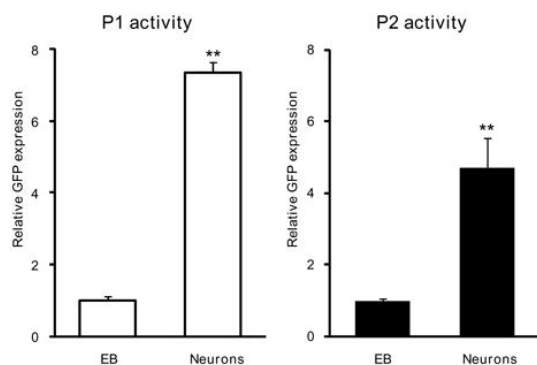 P1 activity
P2 activity
Relative GFP expression
8
6
4
2
0
**
EB
Neurons
Relative GFP expression
8
6
4
2
0
**
EB
Neurons